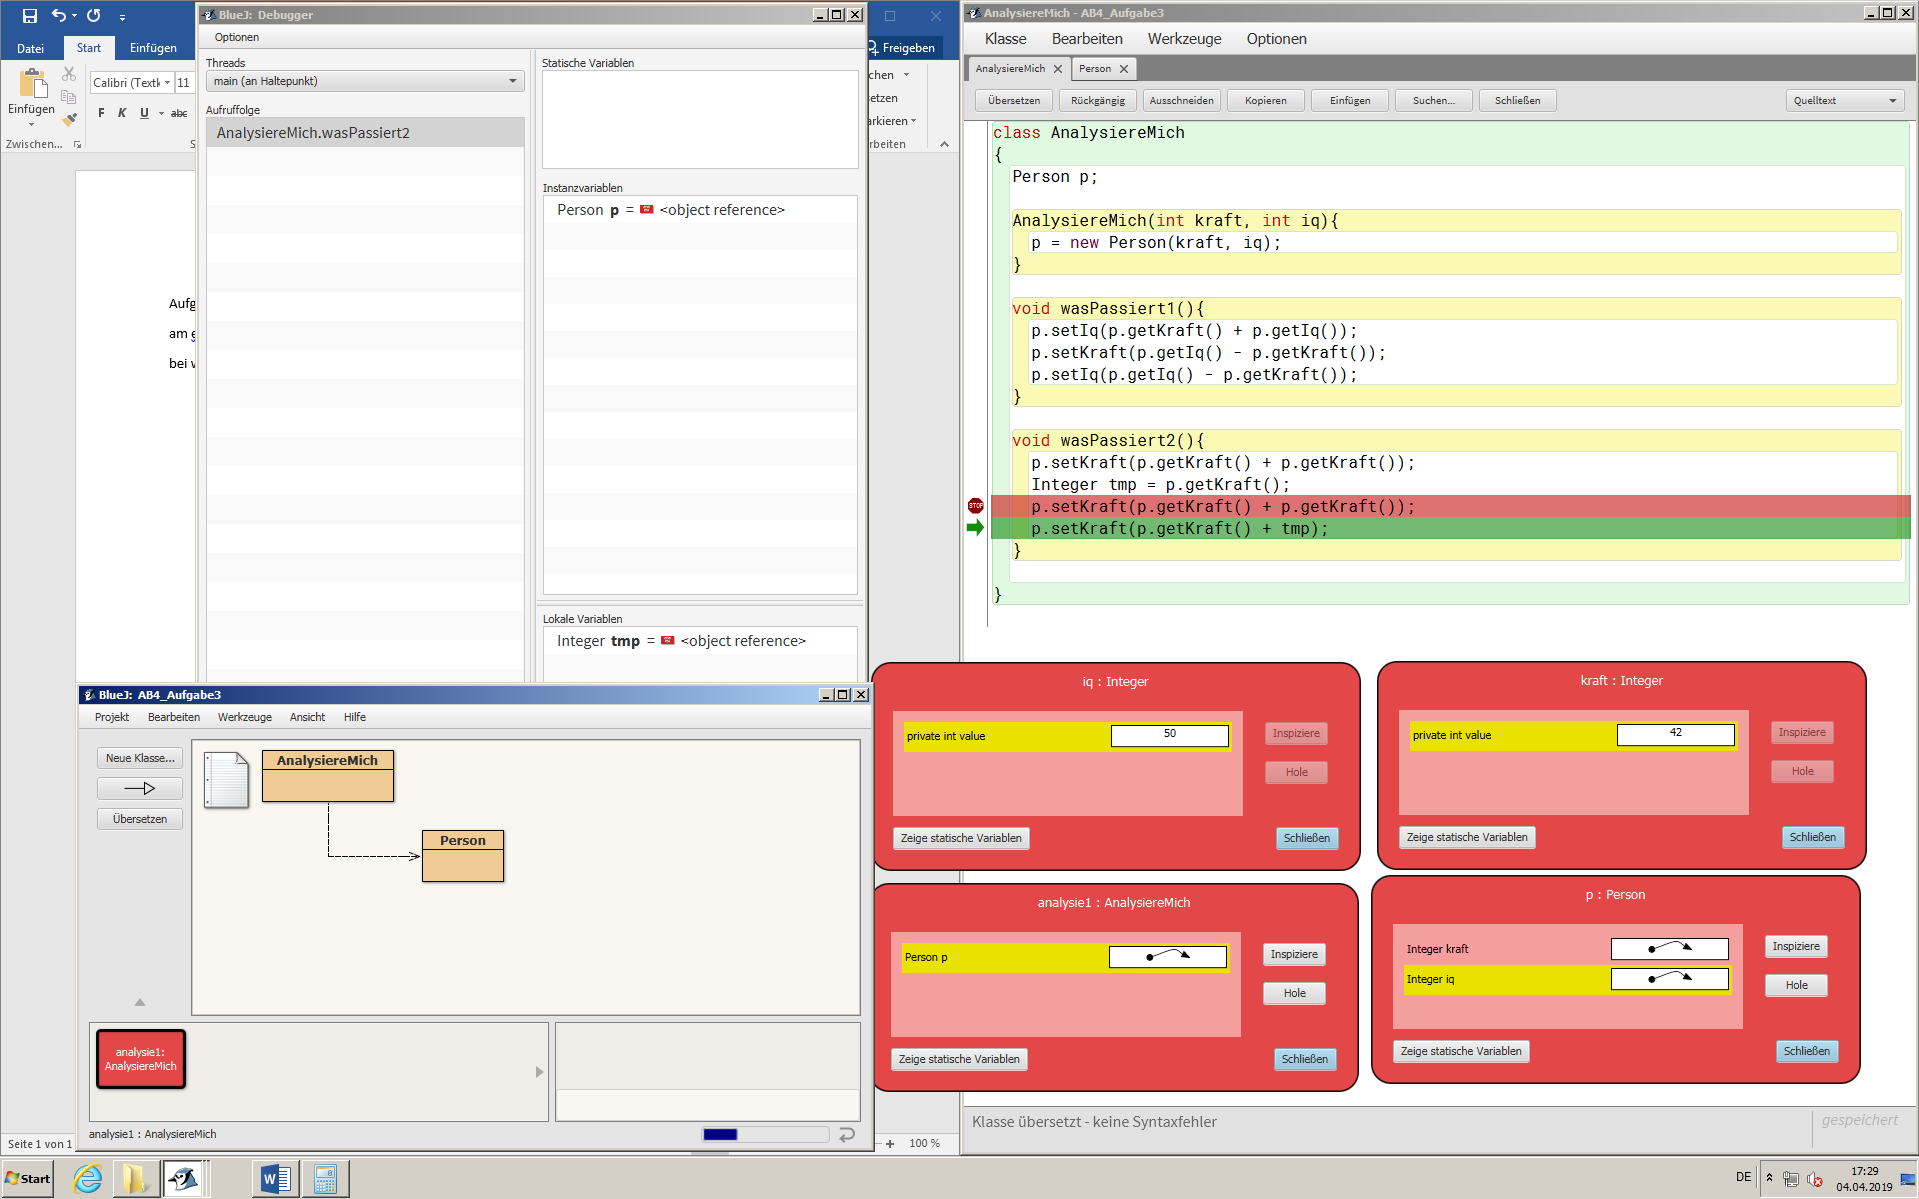 Datei
Start
Einfügen
Freigeben
Einfügen
Calibri (Textk
11
F K U abc
Zwischen...
chen
setzen
arkieren
rbeiten
Aufg
am e
bei w
Seite 1 von 1
100 %
BlueJ: Debugger
Optionen
Threads
main (an Haltepunkt)
Aufruffolge
AnalysiereMich.wasPassiert2
Statische Variablen
Instanzvariablen
Person p = <object reference>
Lokale Variablen
Integer tmp = <object reference>
AnalysiereMich - AB4_Aufgabe3
Klasse Bearbeiten Werkzeuge Optionen
AnalysiereMich Person
Übersetzen Rückgängig Ausschneiden Kopieren Einfügen Suchen... Schließen Quelltext
class AnalysiereMich
{
Person p;
AnalysiereMich(int kraft, int iq){
p = new Person(kraft, iq);
}
void wasPassiert1(){
p.setIq(p.getKraft() + p.getIq());
p.setKraft(p.getIq() - p.getKraft());
p.setIq(p.getIq() - p.getKraft());
}
void wasPassiert2(){
p.setKraft(p.getKraft() + p.getKraft());
Integer tmp = p.getKraft();
STOP p.setKraft(p.getKraft() + p.getKraft());
p.setKraft(p.getKraft() + tmp);
}
}
Klasse übersetzt - keine Syntaxfehler
gespeichert
BlueJ: AB4_Aufgabe3
Projekt Bearbeiten Werkzeuge Ansicht Hilfe
Neue Klasse...
Übersetzen
AnalysiereMich
Person
analysie1:
AnalysiereMich
analysie1 : AnalysiereMich
iq : Integer
private int value 50
Inspiziere
Hole
Zeige statische Variablen
Schließen
kraft : Integer
private int value 42
Inspiziere
Hole
Zeige statische Variablen
Schließen
analysie1 : AnalysiereMich
Person p
Inspiziere
Hole
Zeige statische Variablen
Schließen
p : Person
Integer kraft
Integer iq
Inspiziere
Hole
Zeige statische Variablen
Schließen
Start
DE
17:29
04.04.2019